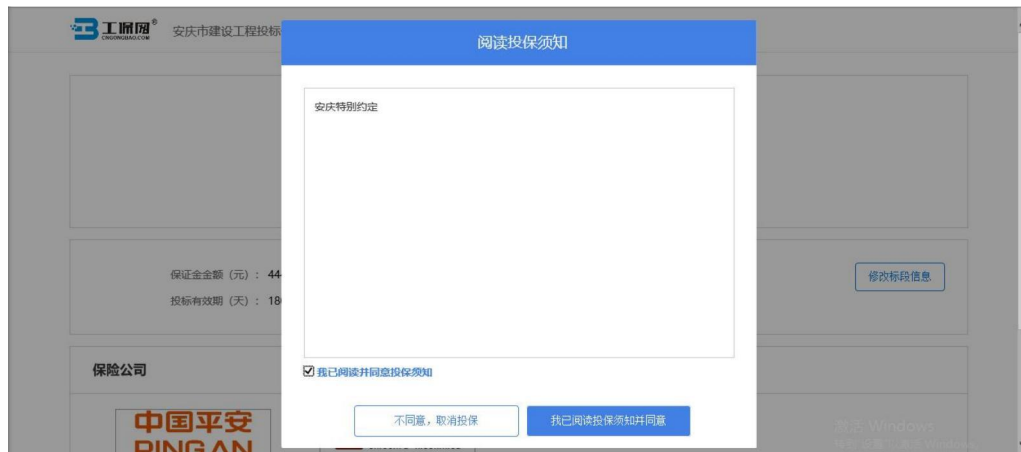 工保网®
CNGONGBAO.COM
安庆市建设工程投标
阅读投保须知
安庆特别约定
保证金金额(元): 44
修改标段信息
投标有效期(天): 18
保险公司
我已阅读并同意投保须知
中国平安
PINGAN
不同意,取消投保
我已阅读投保须知并同意
激活 Windows